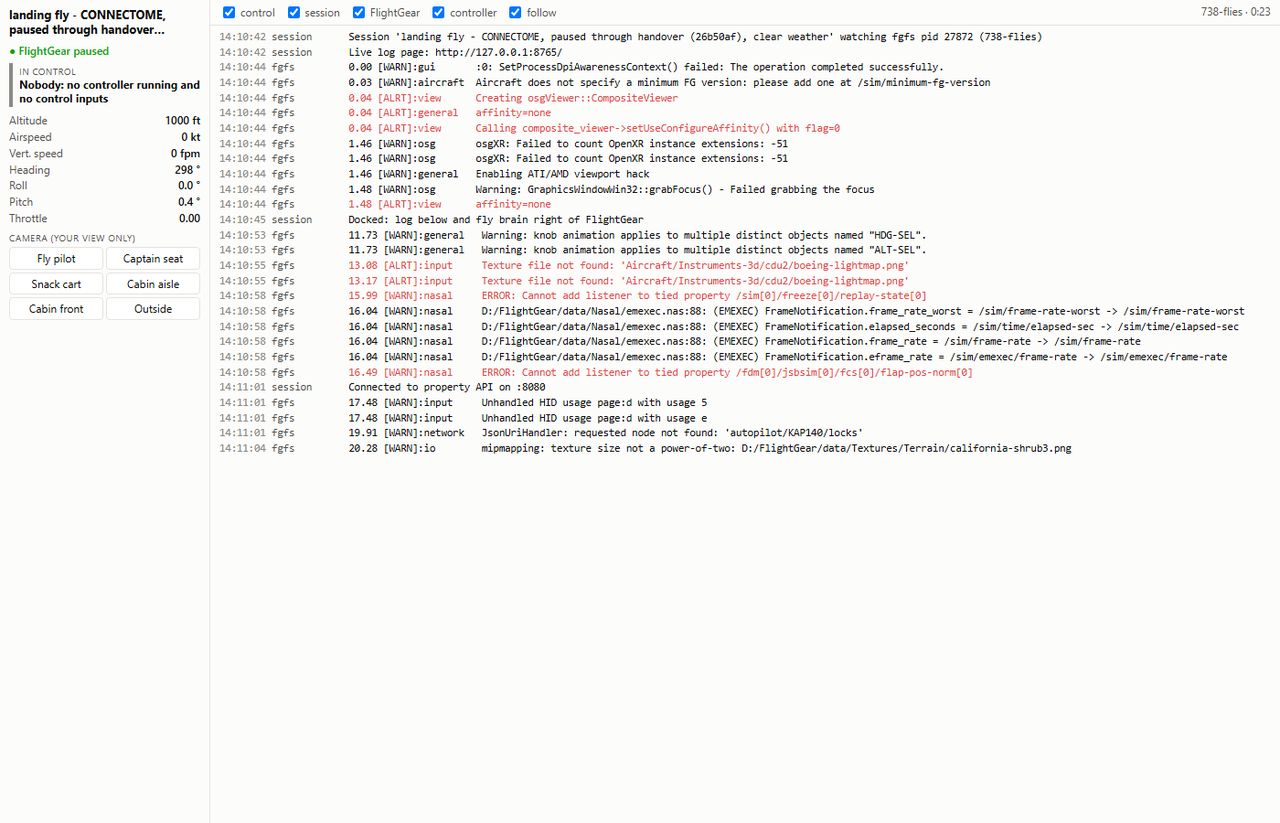 landing fly - CONNECTOME,
paused through handover...
● FlightGear paused
IN CONTROL
Nobody: no controller running and
no control inputs
Altitude 1000 ft
Airspeed 0 kt
Vert. speed 0 fpm
Heading 298 °
Roll 0.0 °
Pitch 0.4 °
Throttle 0.00
CAMERA (YOUR VIEW ONLY)
Fly pilot Captain seat
Snack cart Cabin aisle
Cabin front Outside
control session FlightGear controller follow 738-flies · 0:23
14:10:42 session Session 'landing fly - CONNECTOME, paused through handover (26b50af), clear weather' watching fgfs pid 27872 (738-flies)
14:10:42 session Live log page: http://127.0.0.1:8765/
14:10:44 fgfs 0.00 [WARN]:gui :0: SetProcessDpiAwarenessContext() failed: The operation completed successfully.
14:10:44 fgfs 0.03 [WARN]:aircraft Aircraft does not specify a minimum FG version: please add one at /sim/minimum-fg-version
14:10:44 fgfs 0.04 [ALRT]:view Creating osgViewer::CompositeViewer
14:10:44 fgfs 0.04 [ALRT]:general affinity=none
14:10:44 fgfs 0.04 [ALRT]:view Calling composite_viewer->setUseConfigureAffinity() with flag=0
14:10:44 fgfs 1.46 [WARN]:osg osgXR: Failed to count OpenXR instance extensions: -51
14:10:44 fgfs 1.46 [WARN]:osg osgXR: Failed to count OpenXR instance extensions: -51
14:10:44 fgfs 1.46 [WARN]:general Enabling ATI/AMD viewport hack
14:10:44 fgfs 1.48 [WARN]:osg Warning: GraphicsWindowWin32::grabFocus() - Failed grabbing the focus
14:10:44 fgfs 1.48 [ALRT]:view affinity=none
14:10:45 session Docked: log below and fly brain right of FlightGear
14:10:53 fgfs 11.73 [WARN]:general Warning: knob animation applies to multiple distinct objects named "HDG-SEL".
14:10:53 fgfs 11.73 [WARN]:general Warning: knob animation applies to multiple distinct objects named "ALT-SEL".
14:10:55 fgfs 13.08 [ALRT]:input Texture file not found: 'Aircraft/Instruments-3d/cdu2/boeing-lightmap.png'
14:10:55 fgfs 13.17 [ALRT]:input Texture file not found: 'Aircraft/Instruments-3d/cdu2/boeing-lightmap.png'
14:10:58 fgfs 15.99 [WARN]:nasal ERROR: Cannot add listener to tied property /sim[0]/freeze[0]/replay-state[0]
14:10:58 fgfs 16.04 [WARN]:nasal D:/FlightGear/data/Nasal/emexec.nas:88: (EMEXEC) FrameNotification.frame_rate_worst = /sim/frame-rate-worst -> /sim/frame-rate-worst
14:10:58 fgfs 16.04 [WARN]:nasal D:/FlightGear/data/Nasal/emexec.nas:88: (EMEXEC) FrameNotification.elapsed_seconds = /sim/time/elapsed-sec -> /sim/time/elapsed-sec
14:10:58 fgfs 16.04 [WARN]:nasal D:/FlightGear/data/Nasal/emexec.nas:88: (EMEXEC) FrameNotification.frame_rate = /sim/frame-rate -> /sim/frame-rate
14:10:58 fgfs 16.04 [WARN]:nasal D:/FlightGear/data/Nasal/emexec.nas:88: (EMEXEC) FrameNotification.eframe_rate = /sim/emexec/frame-rate -> /sim/emexec/frame-rate
14:10:58 fgfs 16.49 [WARN]:nasal ERROR: Cannot add listener to tied property /fdm[0]/jsbsim[0]/fcs[0]/flap-pos-norm[0]
14:11:01 session Connected to property API on :8080
14:11:01 fgfs 17.48 [WARN]:input Unhandled HID usage page:d with usage 5
14:11:01 fgfs 17.48 [WARN]:input Unhandled HID usage page:d with usage e
14:11:01 fgfs 19.91 [WARN]:network JsonUriHandler: requested node not found: 'autopilot/KAP140/locks'
14:11:04 fgfs 20.28 [WARN]:io mipmapping: texture size not a power-of-two: D:/FlightGear/data/Textures/Terrain/california-shrub3.png